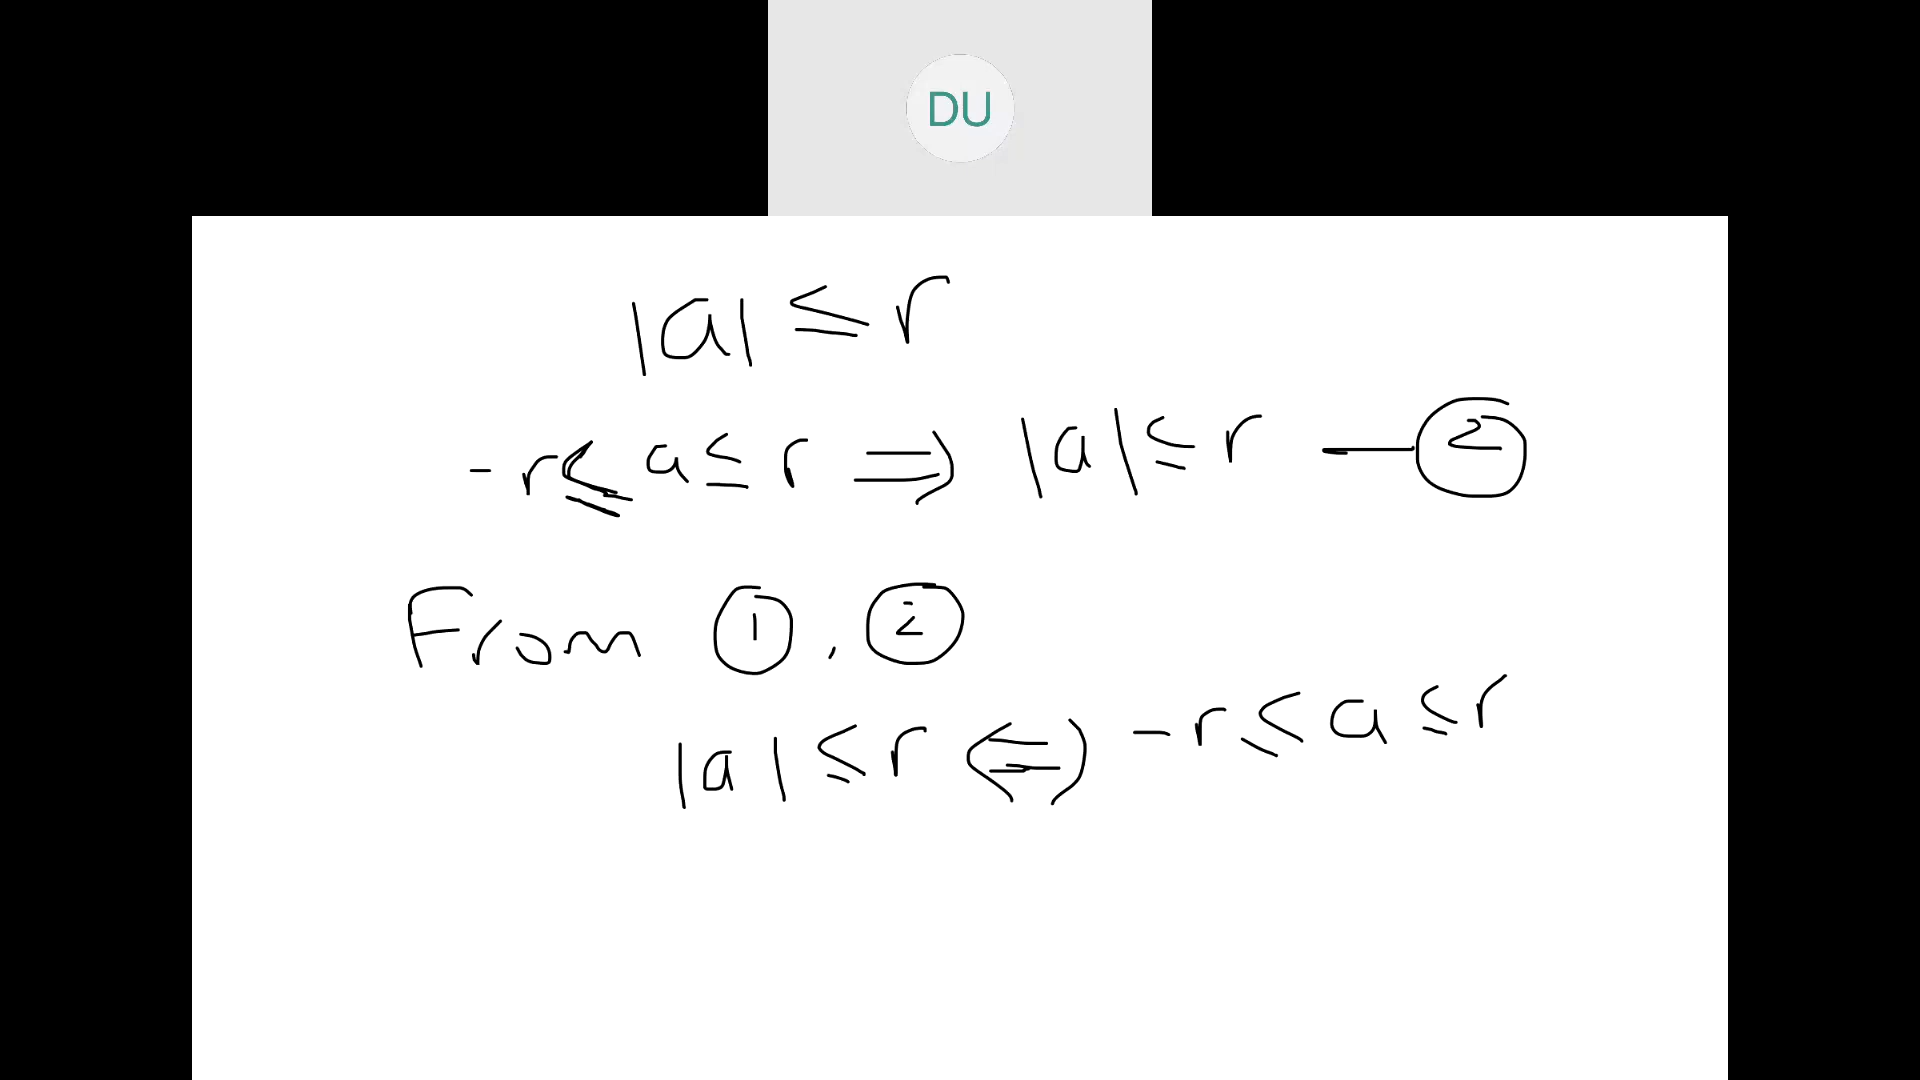 DU
|a| ≤ r
-r ≤ a ≤ r ⟹ |a| ≤ r — ②
From ①, ②
|a| ≤ r ⟺ -r ≤ a ≤ r